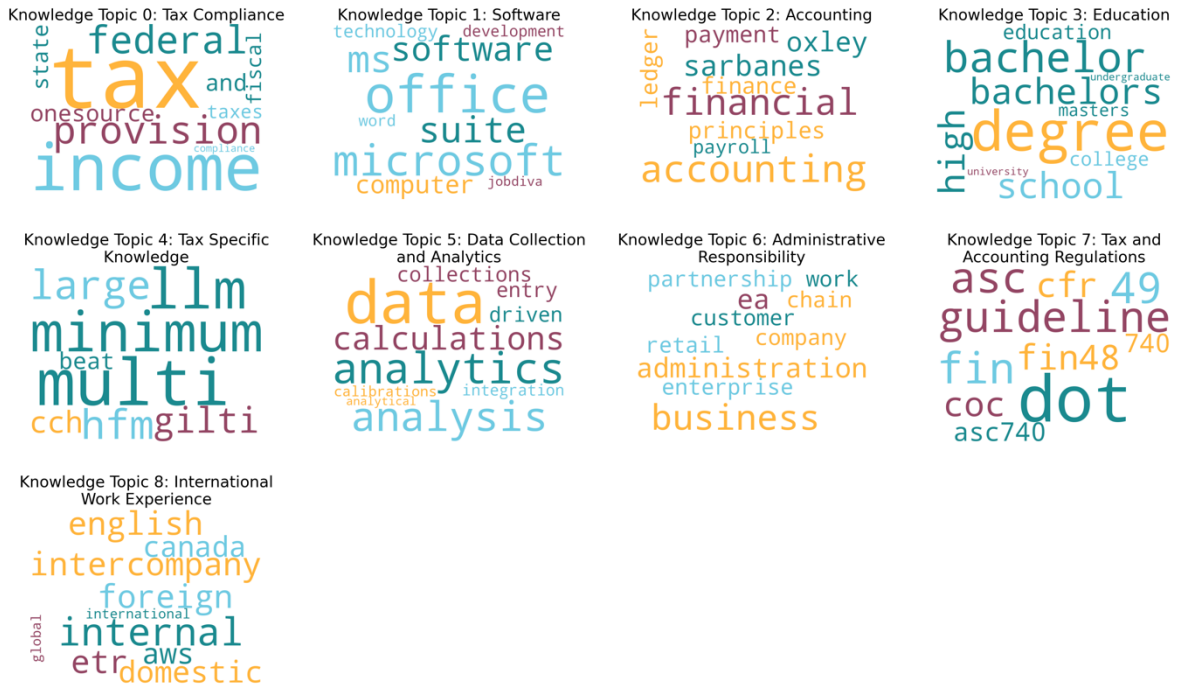 Knowledge Topic 0: Tax Compliance
state
federal
tax
and
fiscal
onesource
taxes
provision
compliance
income
Knowledge Topic 1: Software
technology
development
ms
software
office
word
suite
microsoft
computer
jobdiva
Knowledge Topic 2: Accounting
payment
oxley
ledger
sarbanes
finance
financial
principles
payroll
accounting
Knowledge Topic 3: Education
education
bachelor
undergraduate
bachelors
masters
high
degree
college
university
school
Knowledge Topic 4: Tax Specific
Knowledge
large
llm
minimum
beat
multi
cch
hfm
gilti
Knowledge Topic 5: Data Collection
and Analytics
collections
data
entry
driven
calculations
analytics
calibrations
integration
analytical
analysis
Knowledge Topic 6: Administrative
Responsibility
partnership
work
ea
chain
customer
company
retail
administration
enterprise
business
Knowledge Topic 7: Tax and
Accounting Regulations
asc
cfr
49
guideline
740
fin
fin48
dot
coc
asc740
Knowledge Topic 8: International
Work Experience
english
canada
intercompany
foreign
international
global
internal
etr
aws
domestic